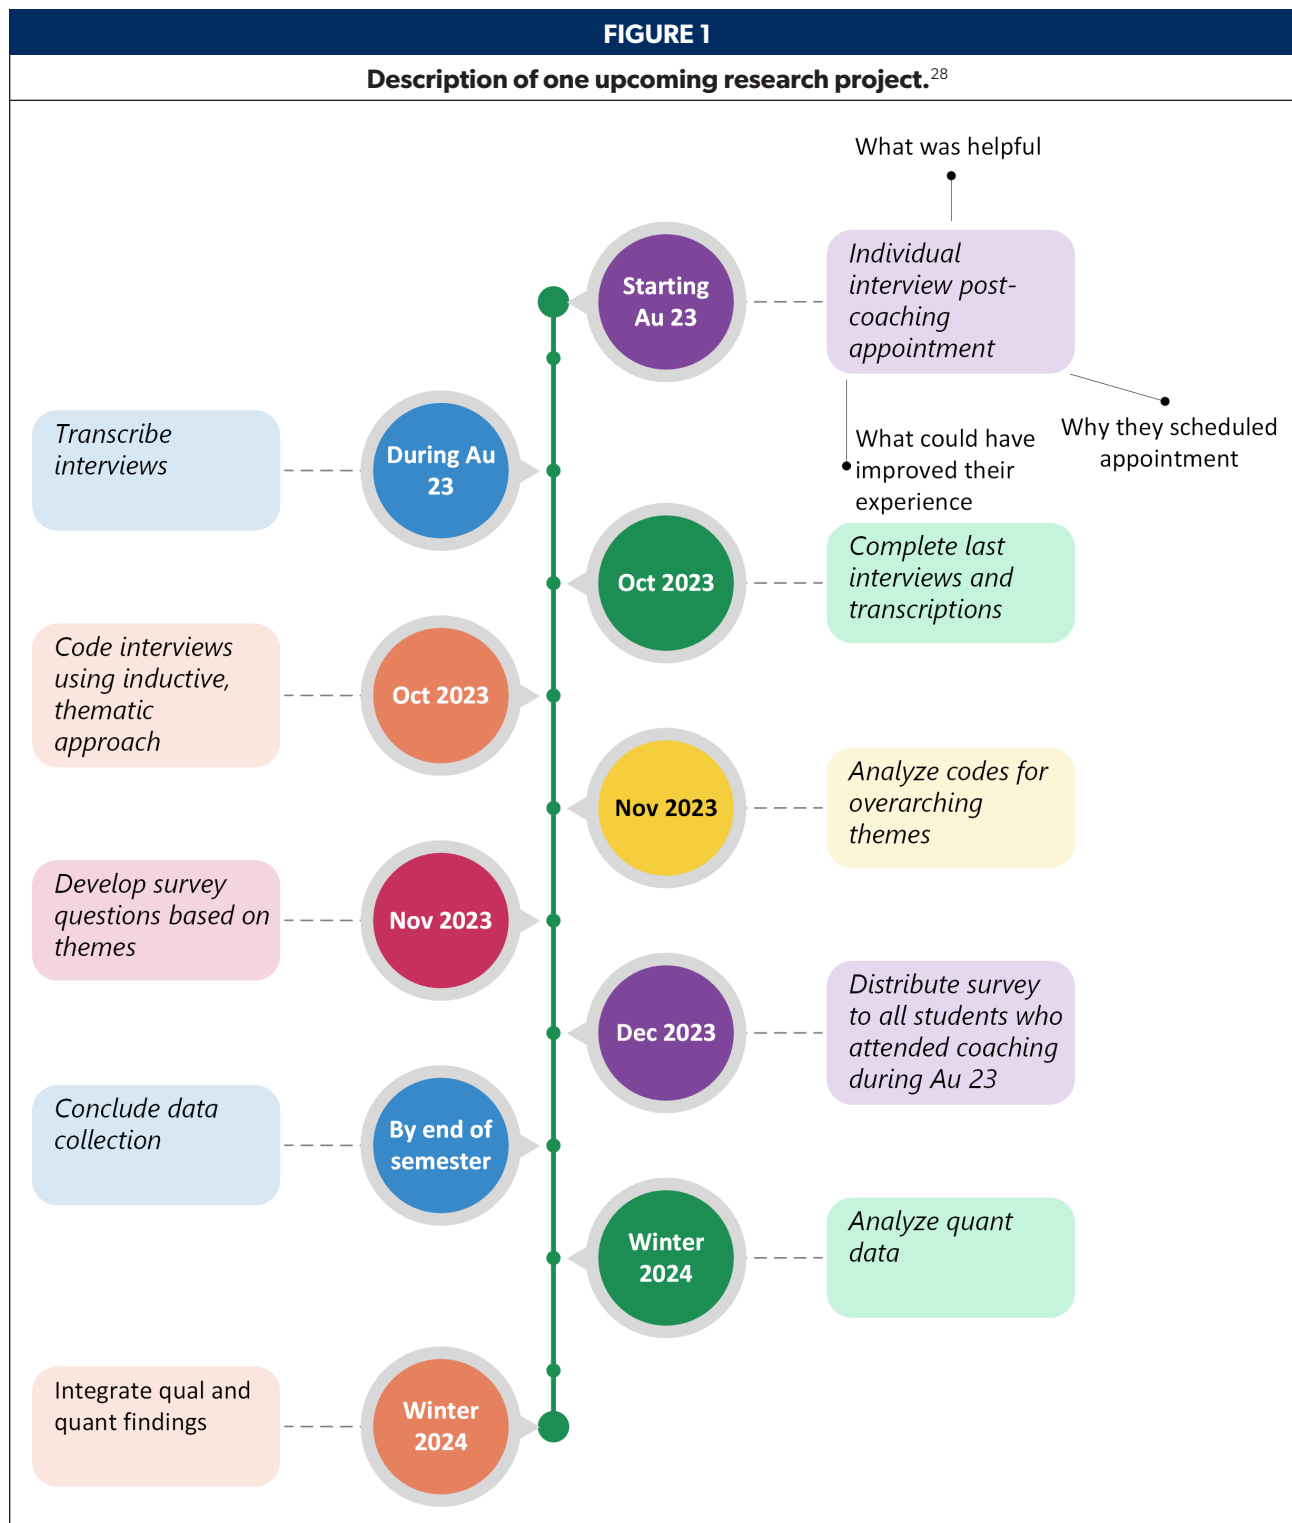 FIGURE 1
Description of one upcoming research project.28
What was helpful
Starting
Au 23
Individual
interview post-
coaching
appointment
What could have
improved their
experience
Why they scheduled
appointment
Transcribe
interviews
During Au
23
Oct 2023
Complete last
interviews and
transcriptions
Code interviews
using inductive,
thematic
approach
Oct 2023
Nov 2023
Analyze codes for
overarching
themes
Develop survey
questions based on
themes
Nov 2023
Dec 2023
Distribute survey
to all students who
attended coaching
during Au 23
Conclude data
collection
By end of
semester
Winter
2024
Analyze quant
data
Integrate qual and
quant findings
Winter
2024